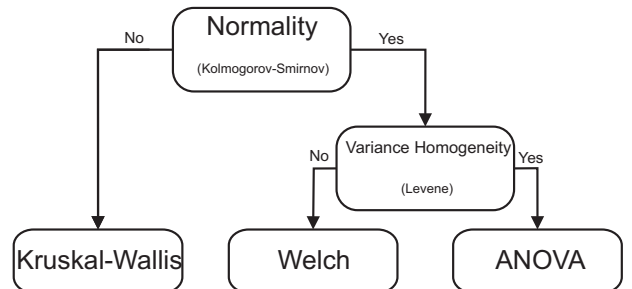 Normality
(Kolmogorov-Smirnov)
No
Yes
Variance Homogeneity
(Levene)
No
Yes
Kruskal-Wallis
Welch
ANOVA